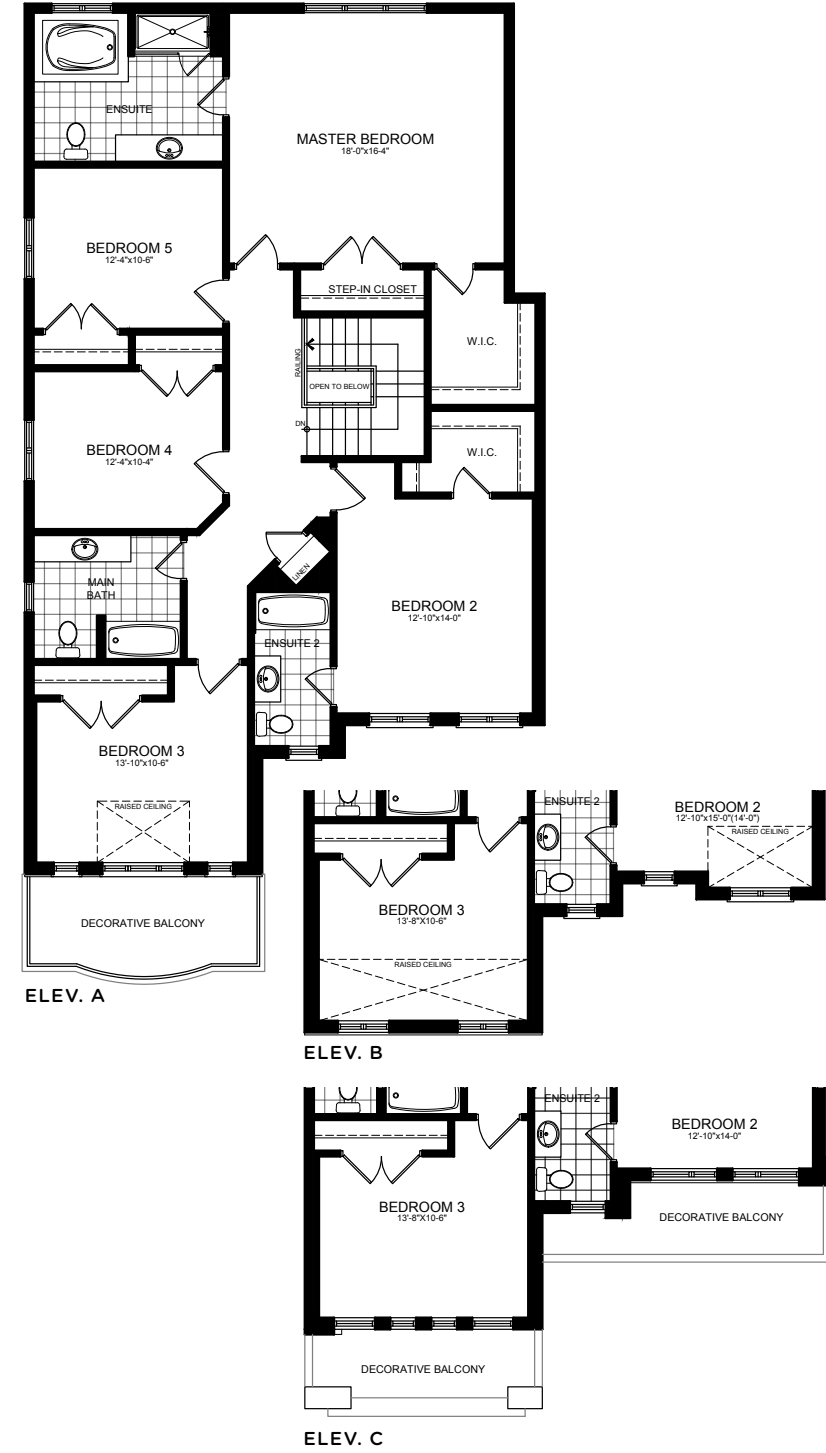 ENSUITE
MASTER BEDROOM
18'-0"x16-4"
BEDROOM 5
12'-4"x10-6"
STEP-IN CLOSET
W.I.C.
RAILING
OPEN TO BELOW
DN
BEDROOM 4
12'-4"x10-4"
W.I.C.
LINEN
MAIN
BATH
BEDROOM 2
12'-10"x14-0"
ENSUITE 2
BEDROOM 3
13'-10"x10-6"
RAISED CEILING
DECORATIVE BALCONY
ELEV. A
ENSUITE 2
BEDROOM 2
12'-10"x15'-0"(14'-0")
RAISED CEILING
BEDROOM 3
13'-8"X10-6"
RAISED CEILING
ELEV. B
ENSUITE 2
BEDROOM 2
12'-10"x14-0"
BEDROOM 3
13'-8"X10-6"
DECORATIVE BALCONY
DECORATIVE BALCONY
ELEV. C